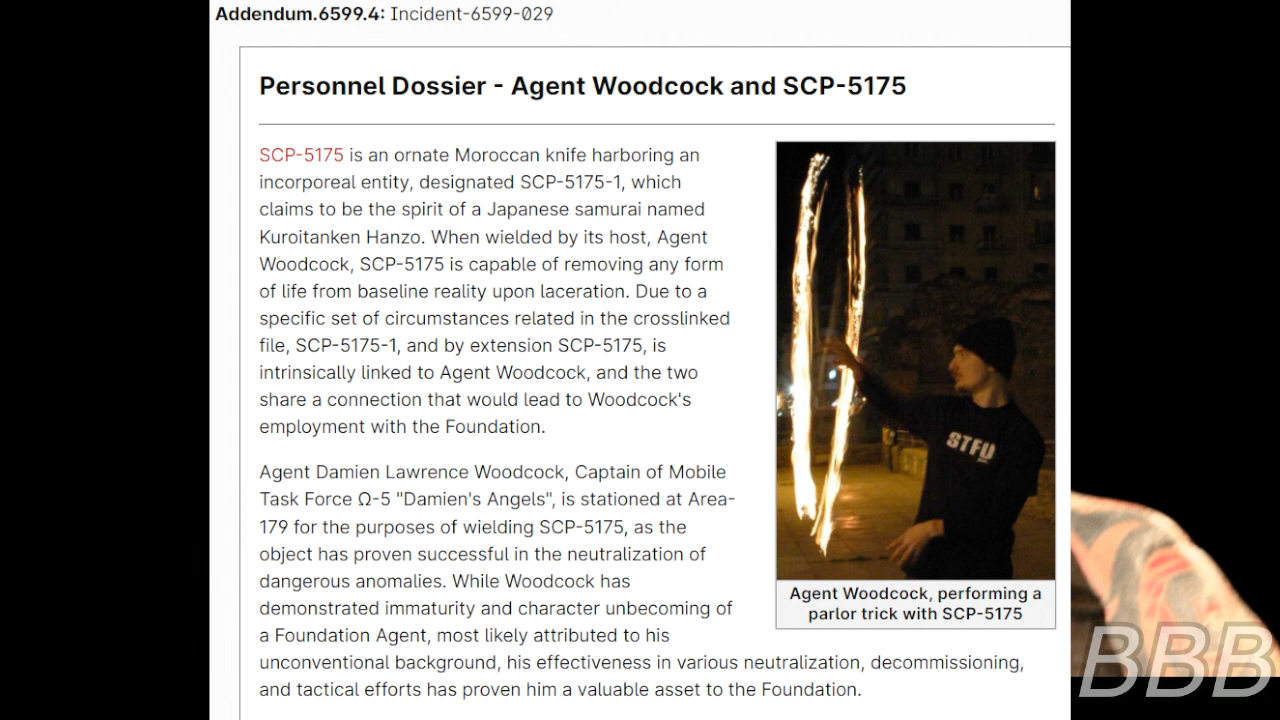 Addendum.6599.4: Incident-6599-029
Personnel Dossier - Agent Woodcock and SCP-5175
SCP-5175 is an ornate Moroccan knife harboring an
incorporeal entity, designated SCP-5175-1, which
claims to be the spirit of a Japanese samurai named
Kuroitanken Hanzo. When wielded by its host, Agent
Woodcock, SCP-5175 is capable of removing any form
of life from baseline reality upon laceration. Due to a
specific set of circumstances related in the crosslinked
file, SCP-5175-1, and by extension SCP-5175, is
intrinsically linked to Agent Woodcock, and the two
share a connection that would lead to Woodcock's
employment with the Foundation.
Agent Damien Lawrence Woodcock, Captain of Mobile
Task Force Ω-5 "Damien's Angels", is stationed at Area-
179 for the purposes of wielding SCP-5175, as the
object has proven successful in the neutralization of
dangerous anomalies. While Woodcock has
demonstrated immaturity and character unbecoming of
a Foundation Agent, most likely attributed to his
unconventional background, his effectiveness in various neutralization, decommissioning,
and tactical efforts has proven him a valuable asset to the Foundation.
STFU
Agent Woodcock, performing a
parlor trick with SCP-5175
BBB